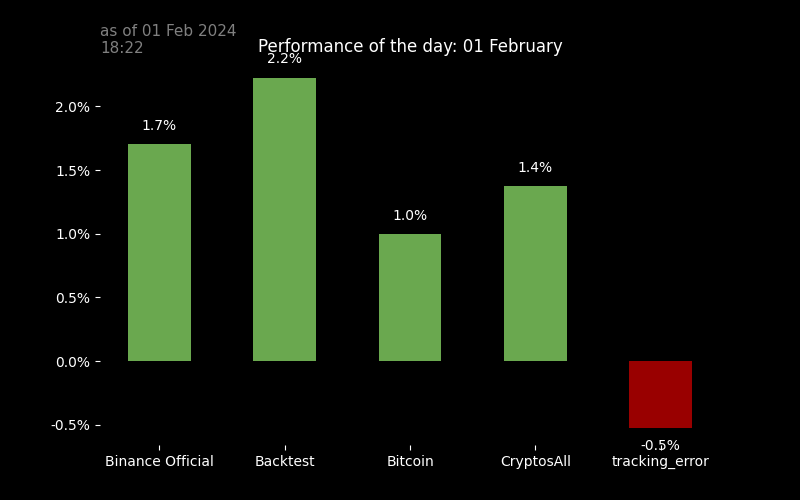 as of 01 Feb 2024
18:22
Performance of the day: 01 February
2.2%
2.0%
1.7%
1.5%
1.4%
1.0%
1.0%
0.5%
0.0%
-0.5%
-0.5%
Binance Official
Backtest
Bitcoin
CryptosAll
tracking_error